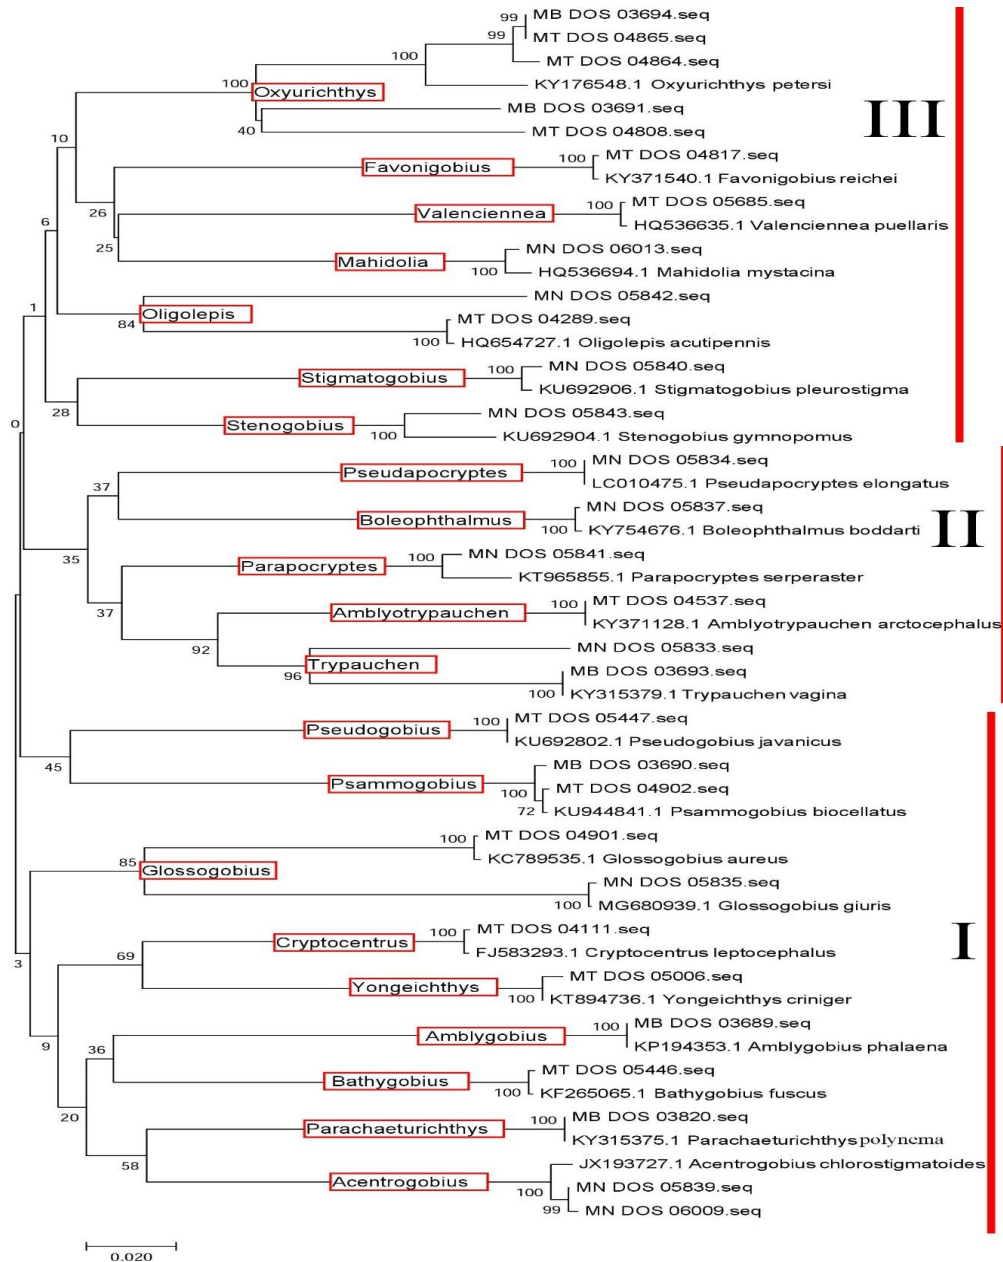 99 MB DOS 03694.seq
99 MT DOS 04865.seq
MT DOS 04864.seq
100 KY176548.1 Oxyurichthys petersi
100 Oxyurichthys
MB DOS 03691.seq
40 MT DOS 04808.seq
III
10
100 MT DOS 04817.seq
Favonigobius
KY371540.1 Favonigobius reichei
26
100 MT DOS 05685.seq
Valenciennea
HQ536635.1 Valenciennea puellaris
6
25
MN DOS 06013.seq
Mahidolia
100 HQ536694.1 Mahidolia mystacina
1
MN DOS 05842.seq
Oligolepis
84 MT DOS 04289.seq
100 HQ654727.1 Oligolepis acutipennis
100 MN DOS 05840.seq
Stigmatogobius
KU692906.1 Stigmatogobius pleurostigma
28
MN DOS 05843.seq
Stenogobius
100 KU692904.1 Stenogobius gymnopomus
0
100 MN DOS 05834.seq
Pseudapocryptes
LC010475.1 Pseudapocryptes elongatus
37
MN DOS 05837.seq
Boleophthalmus
100 KY754676.1 Boleophthalmus boddarti
II
35
100 MN DOS 05841.seq
Parapocryptes
KT965855.1 Parapocryptes serperaster
37
100 MT DOS 04537.seq
Amblyotrypauchen
KY371128.1 Amblyotrypauchen arctocephalus
92
MN DOS 05833.seq
Trypauchen
96 MB DOS 03693.seq
100 KY315379.1 Trypauchen vagina
100 MT DOS 05447.seq
Pseudogobius
KU692802.1 Pseudogobius javanicus
45
MB DOS 03690.seq
Psammogobius
100 MT DOS 04902.seq
72 KU944841.1 Psammogobius biocellatus
100 MT DOS 04901.seq
KC789535.1 Glossogobius aureus
85 Glossogobius
MN DOS 05835.seq
100 MG680939.1 Glossogobius giuris
I
100 MT DOS 04111.seq
Cryptocentrus
FJ583293.1 Cryptocentrus leptocephalus
69
3
MT DOS 05006.seq
Yongeichthys
100 KT894736.1 Yongeichthys criniger
9
100 MB DOS 03689.seq
Amblygobius
KP194353.1 Amblygobius phalaena
36
MT DOS 05446.seq
Bathygobius
100 KF265065.1 Bathygobius fuscus
20
100 MB DOS 03820.seq
Parachaeturichthys
KY315375.1 Parachaeturichthys polynema
58
JX193727.1 Acentrogobius chlorostigmatoides
Acentrogobius
100 MN DOS 05839.seq
99 MN DOS 06009.seq
0.020